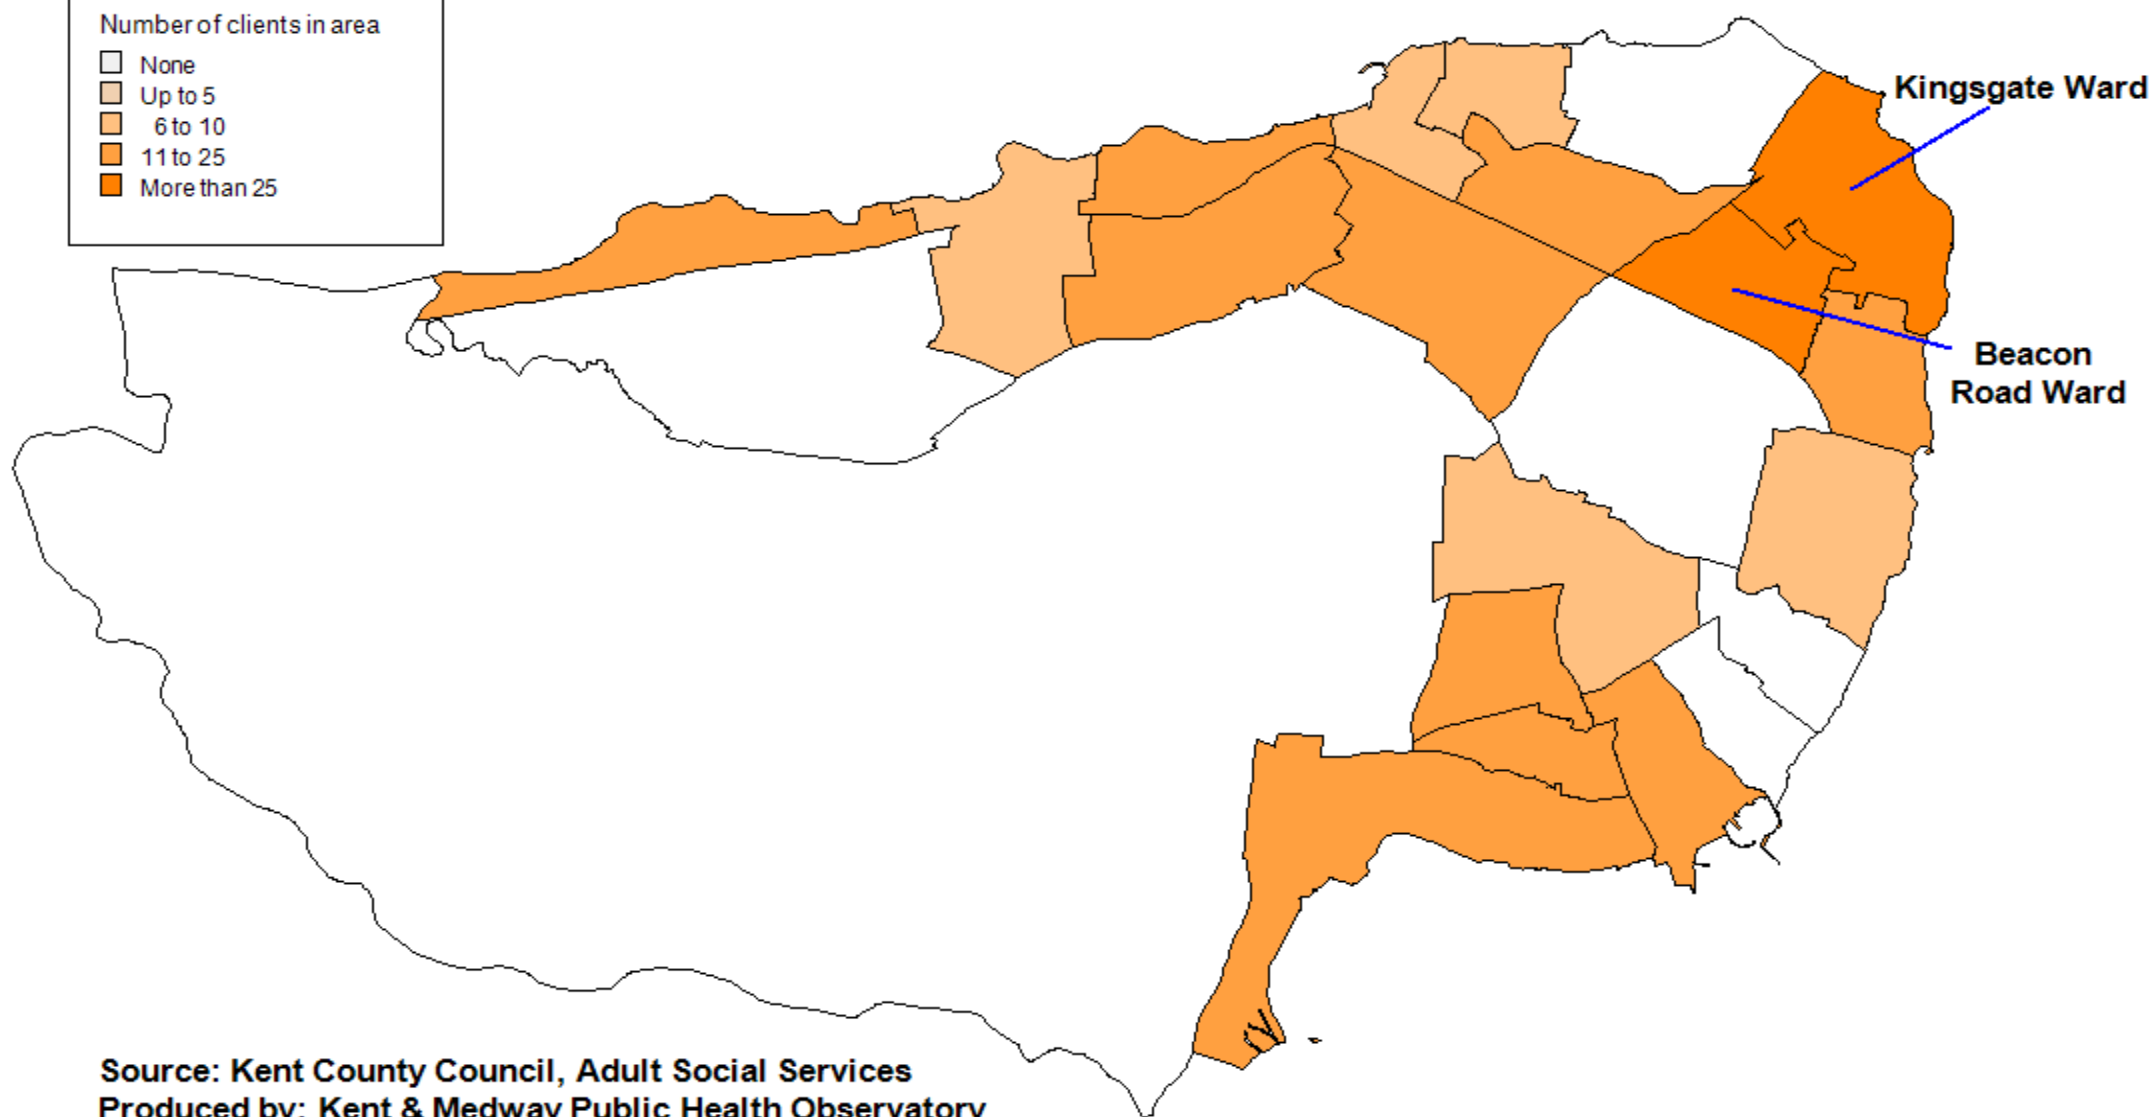 Number of clients in area
None
Up to 5
6 to 10
11 to 25
More than 25
Kingsgate Ward
Beacon
Road Ward
Source: Kent County Council, Adult Social Services
Produced by: Kent & Medway Public Health Observatory